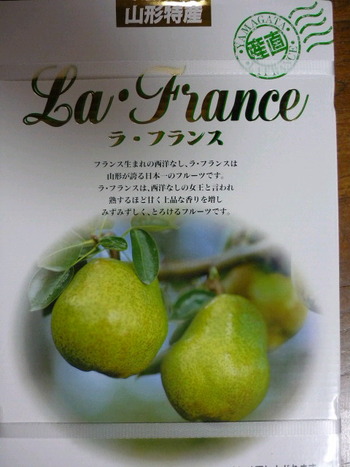 山形特産
YAMAGATA
産直
La・France
ラ・フランス
フランス生まれの西洋なし、ラ・フランスは
山形が誇る日本一のフルーツです。
ラ・フランスは、西洋なしの女王と言われ
熟するほど甘く上品な香りを増し
みずみずしく、とろけるフルーツです。